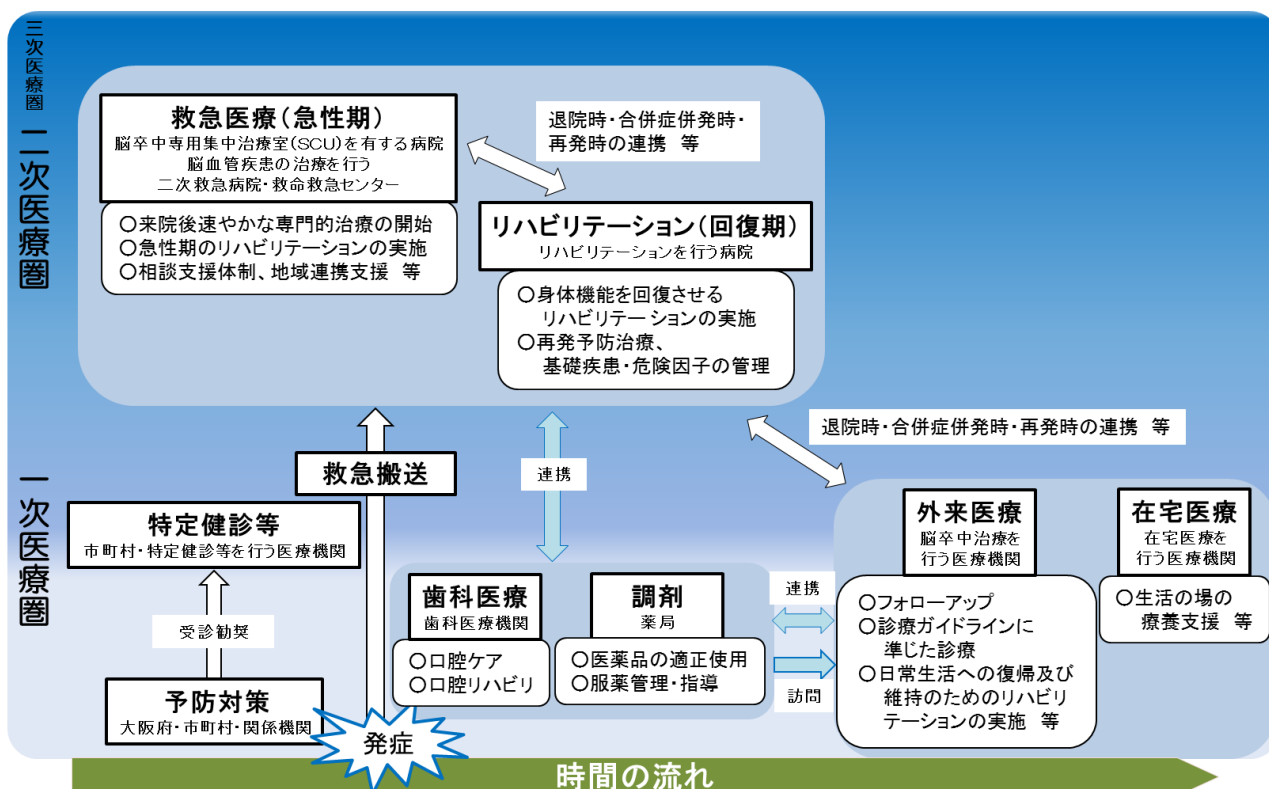 三次医療圏
二次医療圏
一次医療圏
救急医療(急性期)
脳卒中専用集中治療室(SCU)を有する病院
脳血管疾患の治療を行う
二次救急病院・救命救急センター
○来院後速やかな専門的治療の開始
○急性期のリハビリテーションの実施
○相談支援体制、地域連携支援 等
退院時・合併症併発時・
再発時の連携 等
リハビリテーション(回復期)
リハビリテーションを行う病院
○身体機能を回復させる
リハビリテーションの実施
○再発予防治療、
基礎疾患・危険因子の管理
退院時・合併症併発時・再発時の連携 等
救急搬送
連携
特定健診等
市町村・特定健診等を行う医療機関
受診勧奨
予防対策
大阪府・市町村・関係機関
発症
歯科医療
歯科医療機関
○口腔ケア
○口腔リハビリ
調剤
薬局
○医薬品の適正使用
○服薬管理・指導
連携
訪問
外来医療
脳卒中治療を
行う医療機関
○フォローアップ
○診療ガイドラインに
準じた診療
○日常生活への復帰及び
維持のためのリハビリ
テーションの実施 等
在宅医療
在宅医療を
行う医療機関
○生活の場の
療養支援 等
時間の流れ